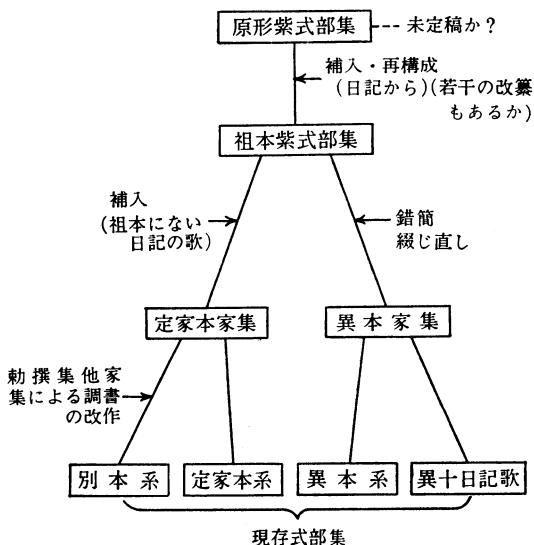 原形紫式部集---未定稿か?
補入・再構成
(日記から)(若干の改纂
もあるか)
祖本紫式部集
補入
(祖本にない
日記の歌)
錯簡
綴じ直し
定家本家集
異本家集
勅撰集他家
集による調書
の改作
別本系
定家本系
異本系
異十日記歌
現存式部集